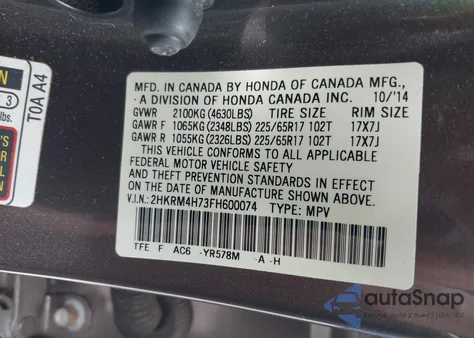 MFD. IN CANADA BY HONDA OF CANADA MFG.,
A DIVISION OF HONDA CANADA INC. 10/'14
GVWR 2100KG (4630LBS) TIRE SIZE RIM SIZE
GAWR F 1065KG (2348LBS) 225/65R17 102T 17X7J
GAWR R 1055KG (2326LBS) 225/65R17 102T 17X7J
THIS VEHICLE CONFORMS TO ALL APPLICABLE
FEDERAL MOTOR VEHICLE SAFETY
AND THEFT PREVENTION STANDARDS IN EFFECT
ON THE DATE OF MANUFACTURE SHOWN ABOVE.
V.I.N.: 2HKRM4H73FH600074 TYPE: MPV
TFE F AC6 -YR578M -A -H
N
3
lbs.
TOA A4
autoSnap